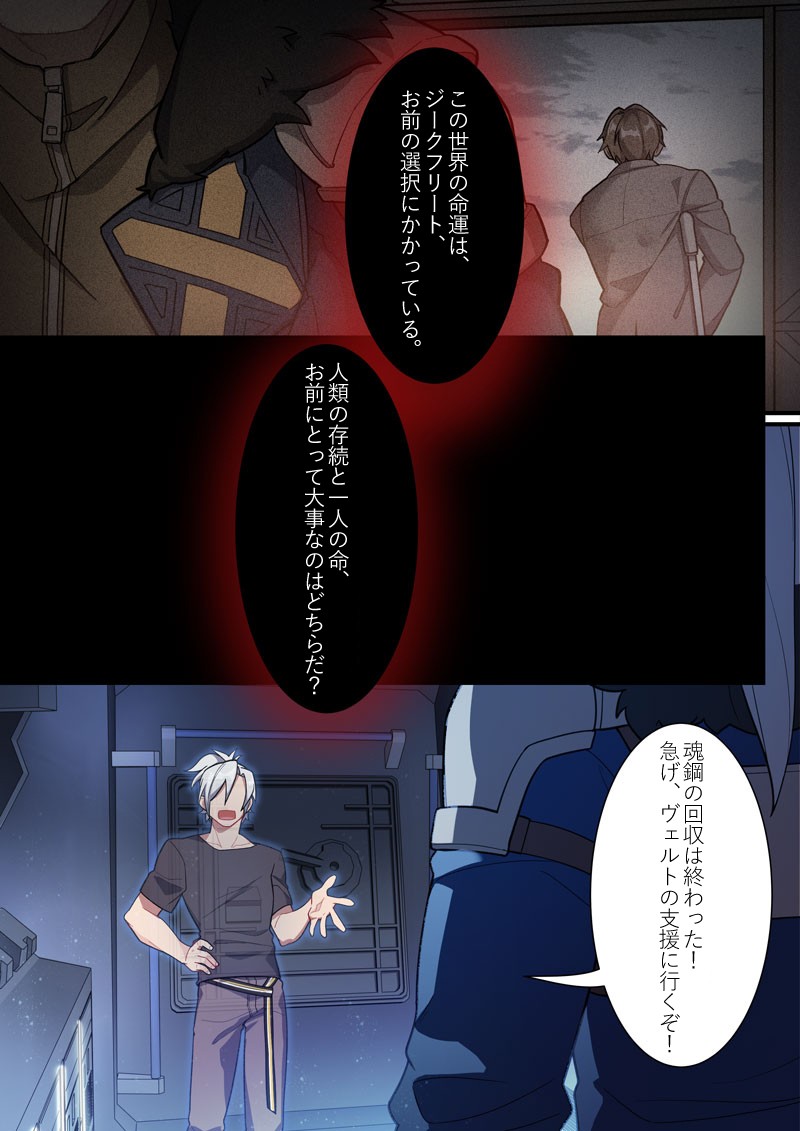 この世界の命運は、
ジークフリート、
お前の選択にかかっている。
人類の存続と一人の命、
お前にとって大事なのはどちらだ？
魂鋼の回収は終わった！
急げ、ヴェルトの支援に行くぞ！